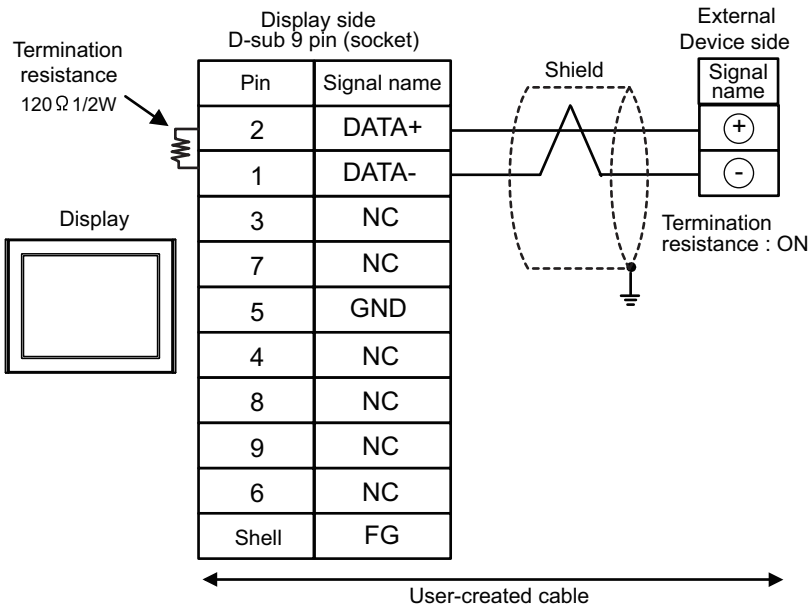 Display side
D-sub 9 pin (socket)
External
Device side
Termination
resistance
120Ω 1/2W
Pin Signal name
Shield
Signal
name
2 DATA+
+
1 DATA-
-
3 NC
Display
Termination
resistance : ON
7 NC
5 GND
4 NC
8 NC
9 NC
6 NC
Shell FG
User-created cable